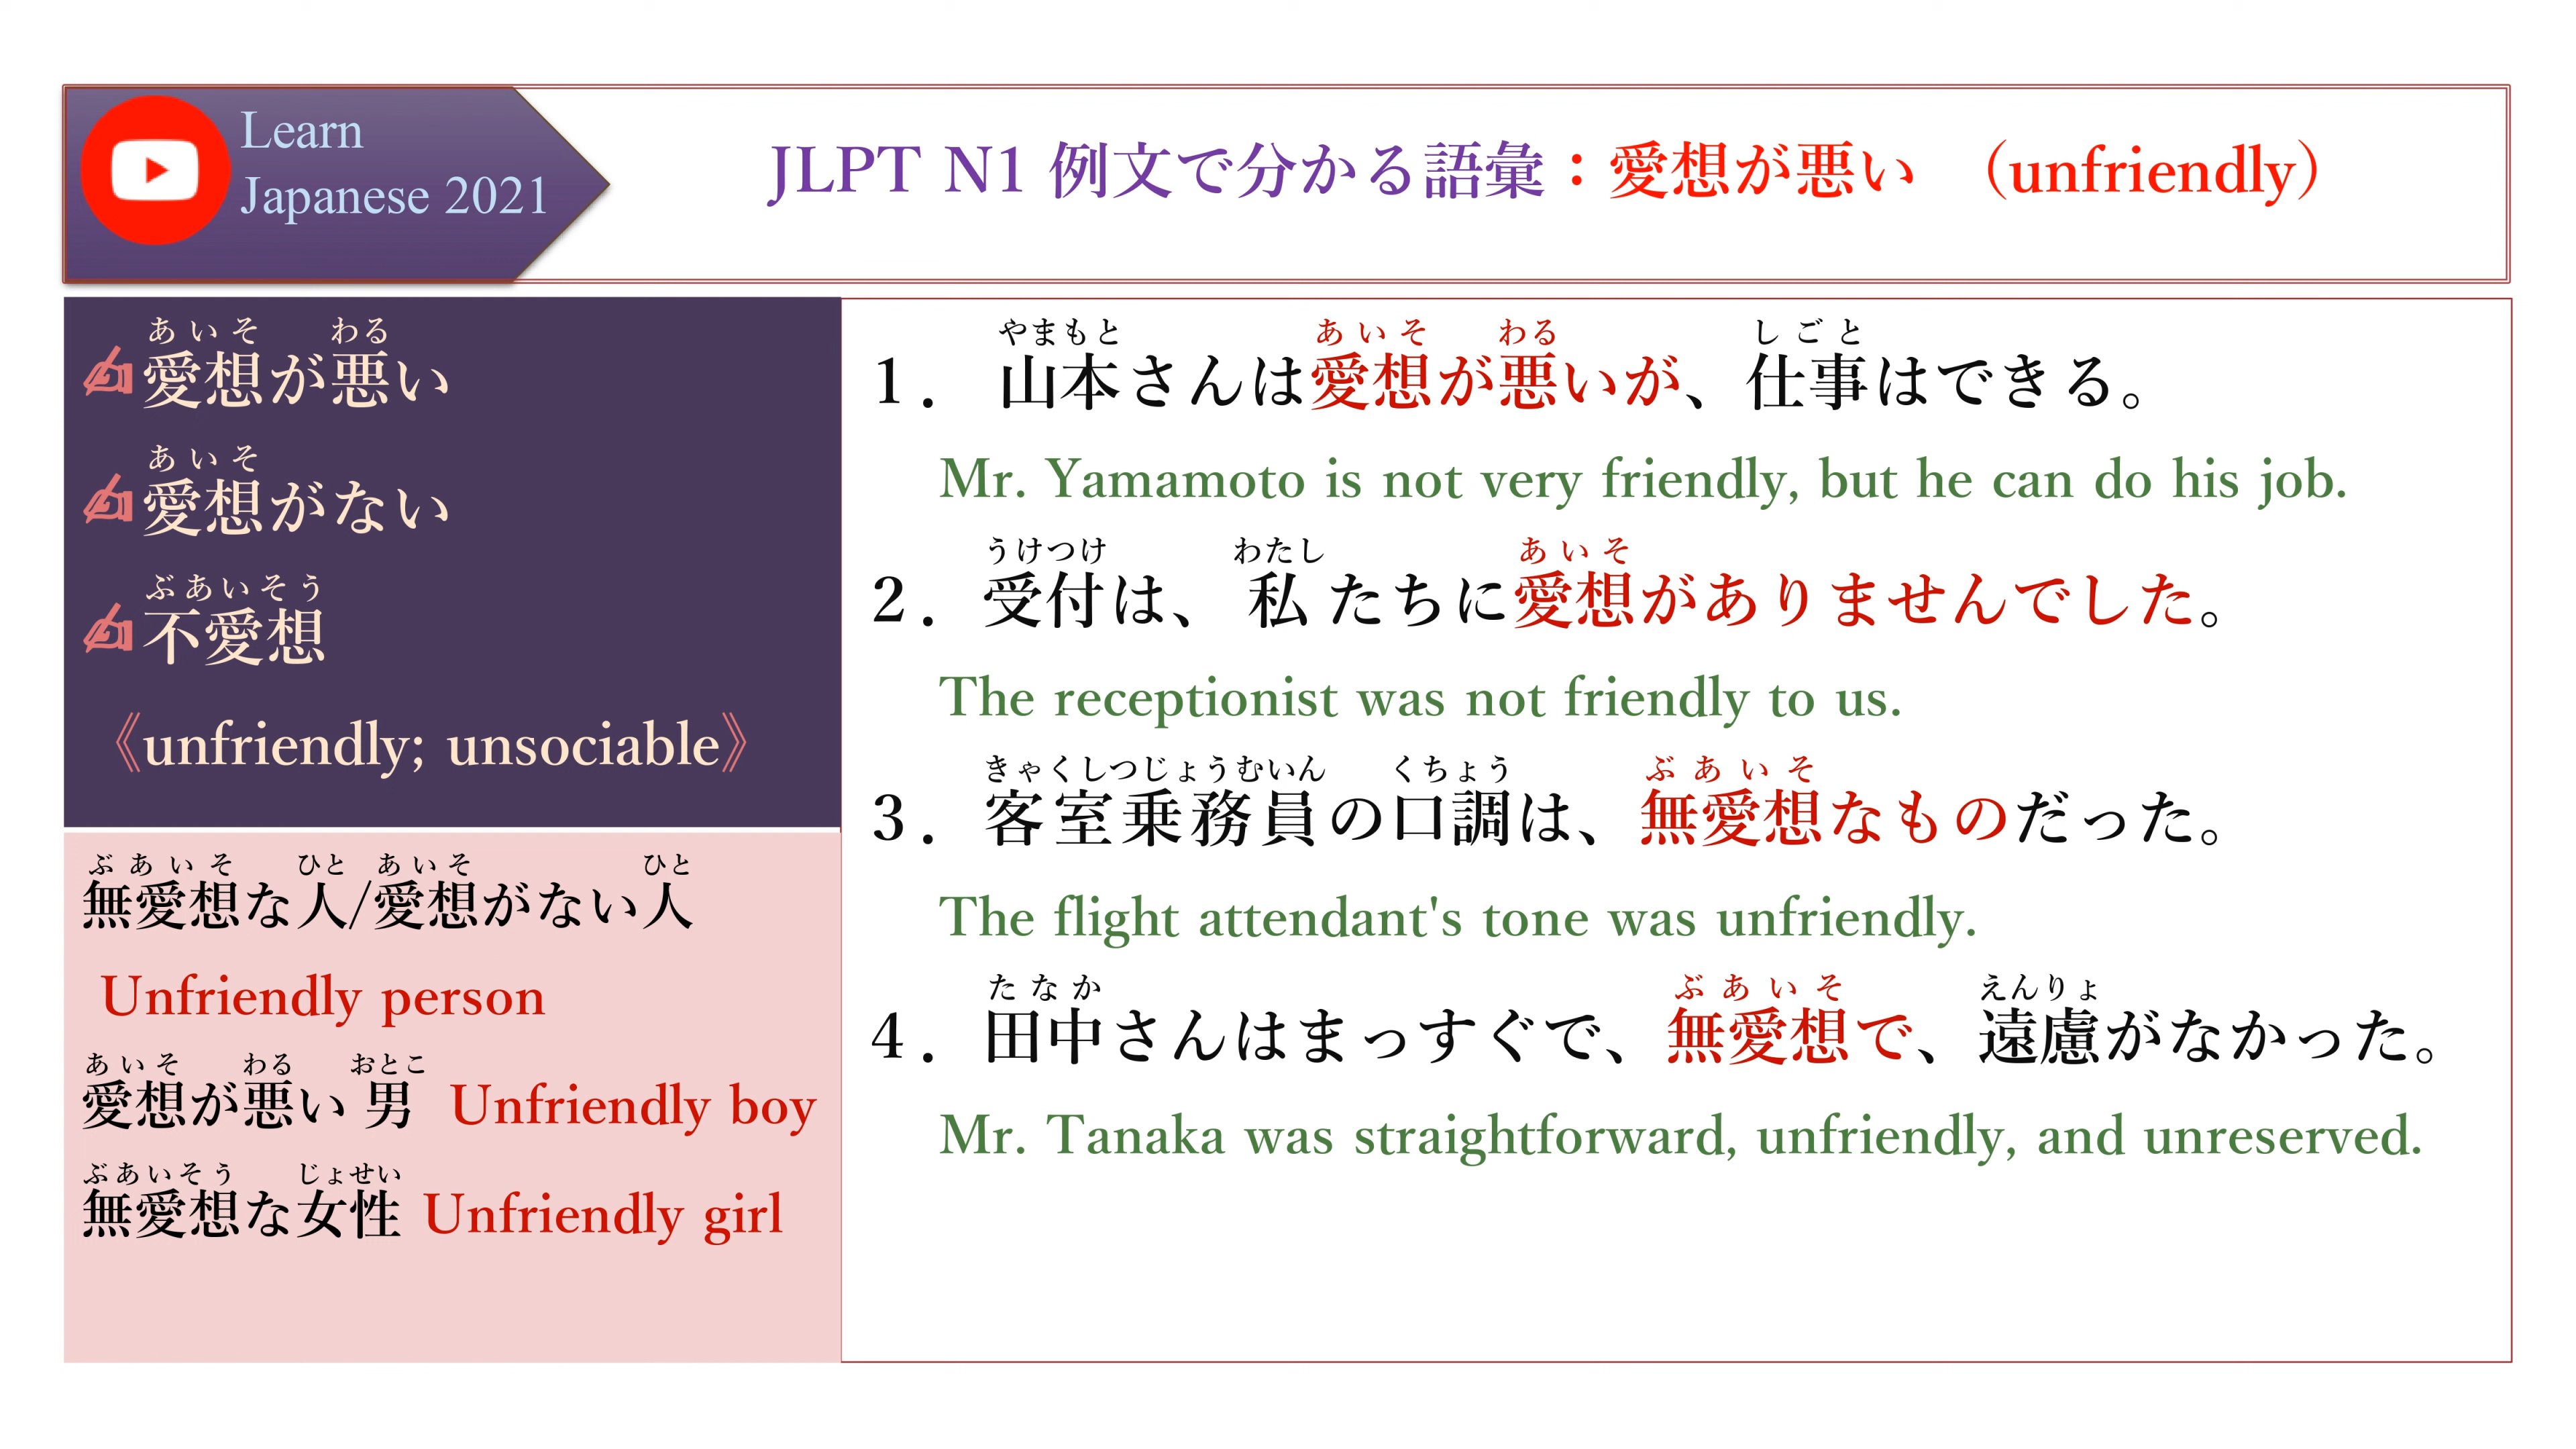 Learn
Japanese 2021
JLPT N1 例文で分かる語彙：愛想が悪い （unfriendly）
あいそ わる
✍愛想が悪い
あいそ
✍愛想がない
ぶあいそう
✍不愛想
《unfriendly; unsociable》
ぶあいそ ひと あいそ ひと
無愛想な人/愛想がない人
Unfriendly person
あいそ わる おとこ
愛想が悪い男 Unfriendly boy
ぶあいそう じょせい
無愛想な女性 Unfriendly girl
やまもと あいそ わる しごと
1． 山本さんは愛想が悪いが、仕事はできる。
Mr. Yamamoto is not very friendly, but he can do his job.
うけつけ わたし あいそ
2．受付は、私たちに愛想がありませんでした。
The receptionist was not friendly to us.
きゃくしつじょうむいん くちょう ぶあいそ
3．客室乗務員の口調は、無愛想なものだった。
The flight attendant's tone was unfriendly.
たなか ぶあいそ えんりょ
4．田中さんはまっすぐで、無愛想で、遠慮がなかった。
Mr. Tanaka was straightforward, unfriendly, and unreserved.